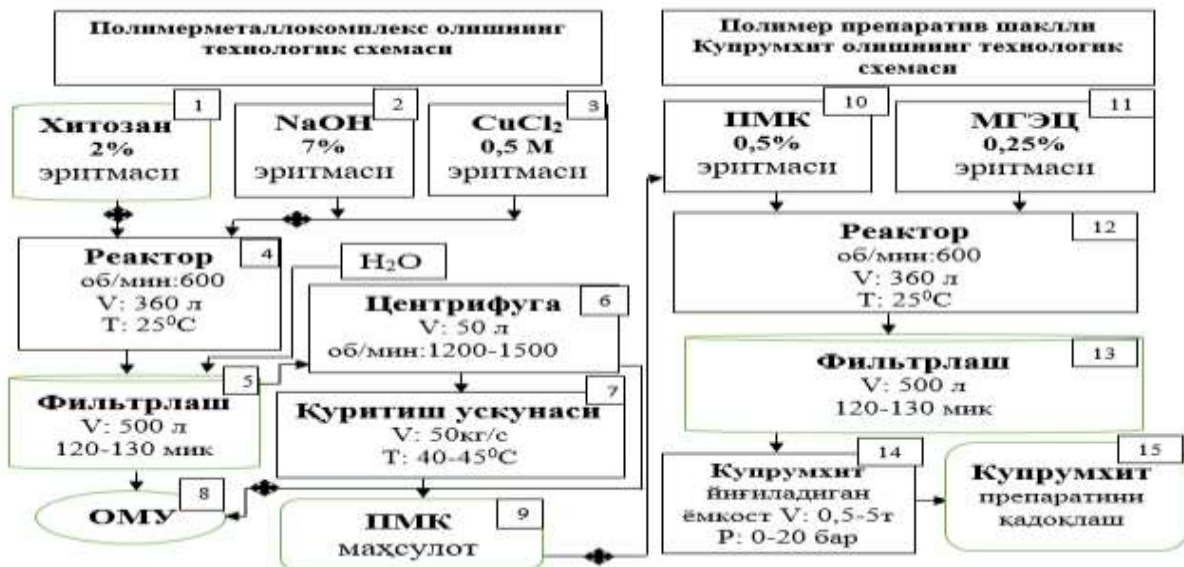 Полимерметаллокомплекс олишнинг
технологик схемаси
1
Хитозан
2%
эритмаси
2
NaOH
7%
эритмаси
3
CuCl₂
0,5 М
эритмаси
4
Реактор
об/мин:600
V: 360 л
T: 25⁰C
H₂O
5
Фильтрлаш
V: 500 л
120-130 мик
6
Центрифуга
V: 50 л
об/мин:1200-1500
7
Қуритиш ускунаси
V: 50кг/с
T: 40-45⁰C
8
ОМУ
9
ПМК
маҳсулот
Полимер препаратив шаклли
Купрумхит олишнинг технологик
схемаси
10
ПМК
0,5%
эритмаси
11
МГЭЦ
0,25%
эритмаси
12
Реактор
об/мин:600
V: 360 л
T: 25⁰C
13
Фильтрлаш
V: 500 л
120-130 мик
14
Купрумхит
йиғиладиган
ёмкост V: 0,5-5т
P: 0-20 бар
15
Купрумхит
препаратини
қадоқлаш